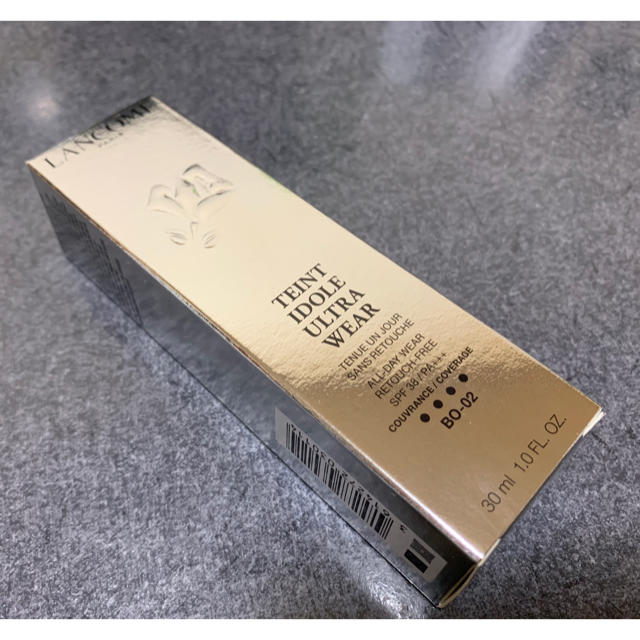 LANCÔME
PARIS
TEINT
IDOLE
ULTRA
WEAR
TENUE UN JOUR
SANS RETOUCHE
ALL-DAY WEAR
RETOUCH-FREE
SPF 38 / PA+++
COUVRANCE / COVERAGE
BO-02
30 ml 1.0 FL. OZ.